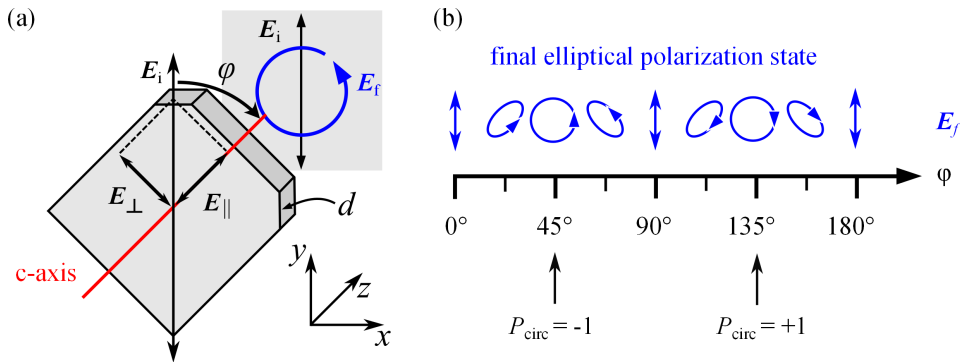 (a)
E_i
E_i
φ
E_f
E_⊥
E_||
d
c-axis
y
z
x
(b)
final elliptical polarization state
E_f
φ
0° 45° 90° 135° 180°
P_circ = -1 P_circ = +1